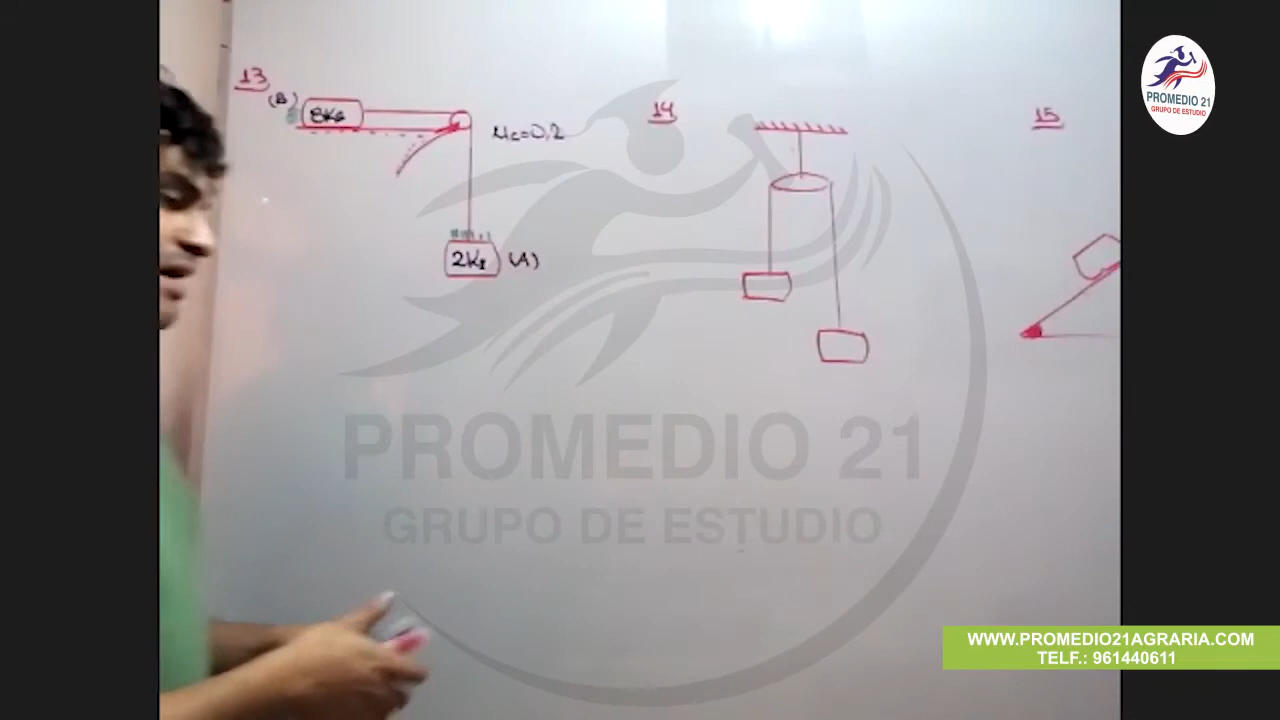 13
(B)
8Kg
μc=0,2
2Kg (A)
14
15
PROMEDIO 21
GRUPO DE ESTUDIO
PROMEDIO 21
GRUPO DE ESTUDIO
WWW.PROMEDIO21AGRARIA.COM
TELF.: 961440611